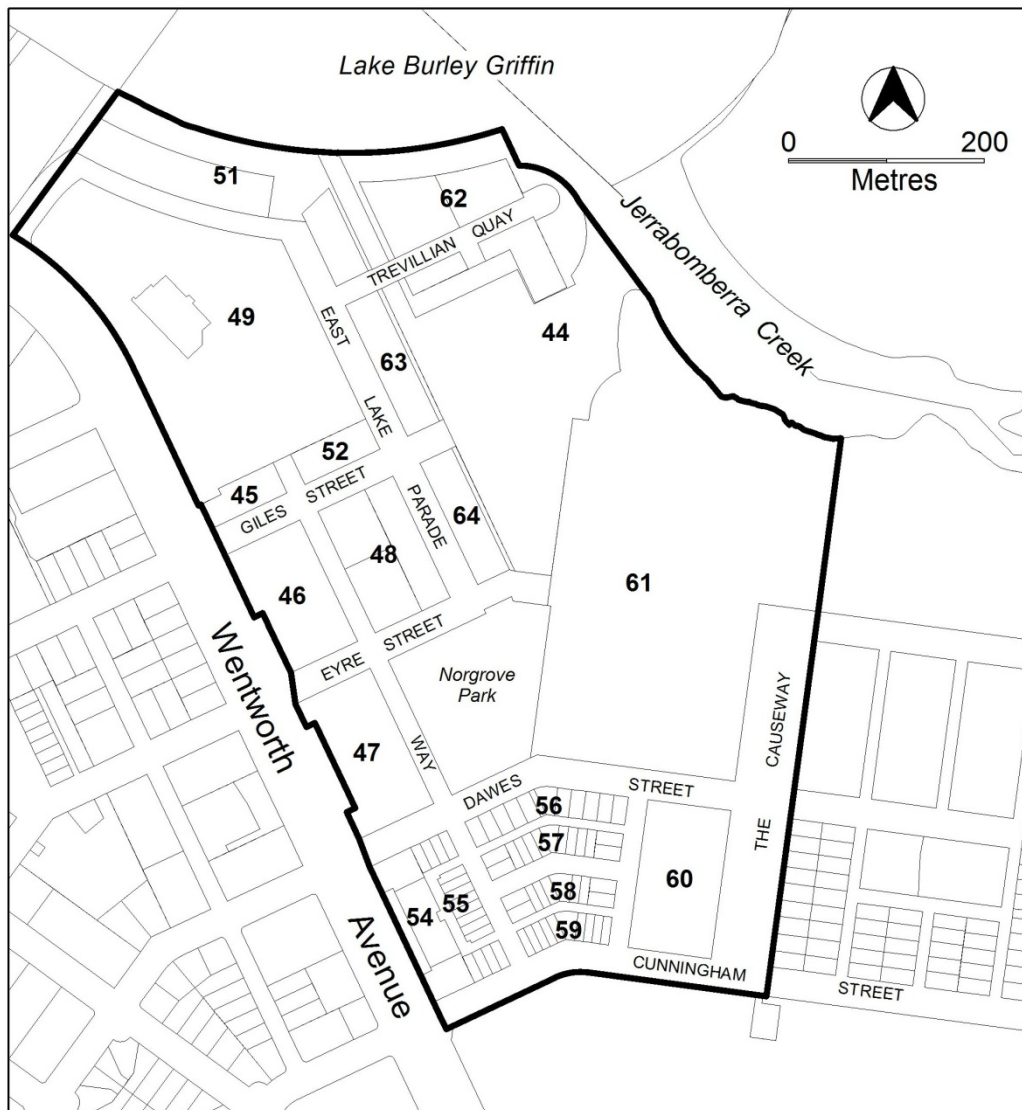 Lake Burley Griffin
0 200
Metres
51
62
TREVILLIAN QUAY
Jerrabomberra Creek
49
EAST
44
63
LAKE
52
45
GILES STREET
PARADE
64
48
46
61
EYRE STREET
Norgrove
Park
Wentworth
THE CAUSEWAY
47
WAY
DAWES STREET
56
57
60
58
55
54
59
Avenue
CUNNINGHAM
STREET